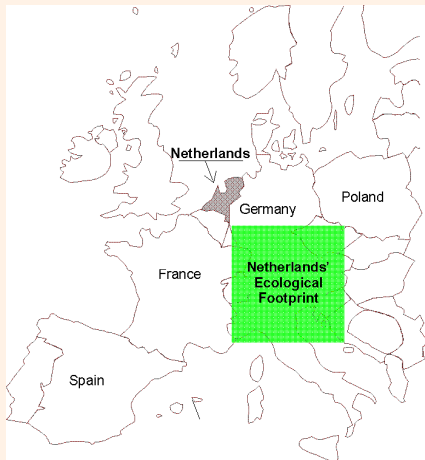 Netherlands
Poland
Germany
France
Netherlands'
Ecological
Footprint
Spain